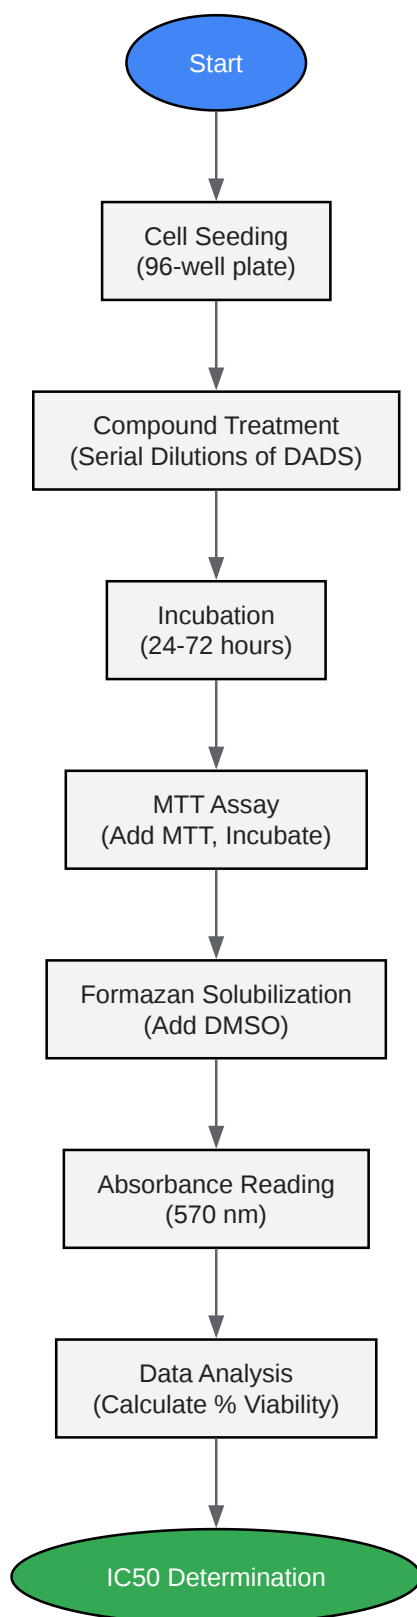 Start
Cell Seeding
(96-well plate)
Compound Treatment
(Serial Dilutions of DADS)
Incubation
(24-72 hours)
MTT Assay
(Add MTT, Incubate)
Formazan Solubilization
(Add DMSO)
Absorbance Reading
(570 nm)
Data Analysis
(Calculate % Viability)
IC50 Determination